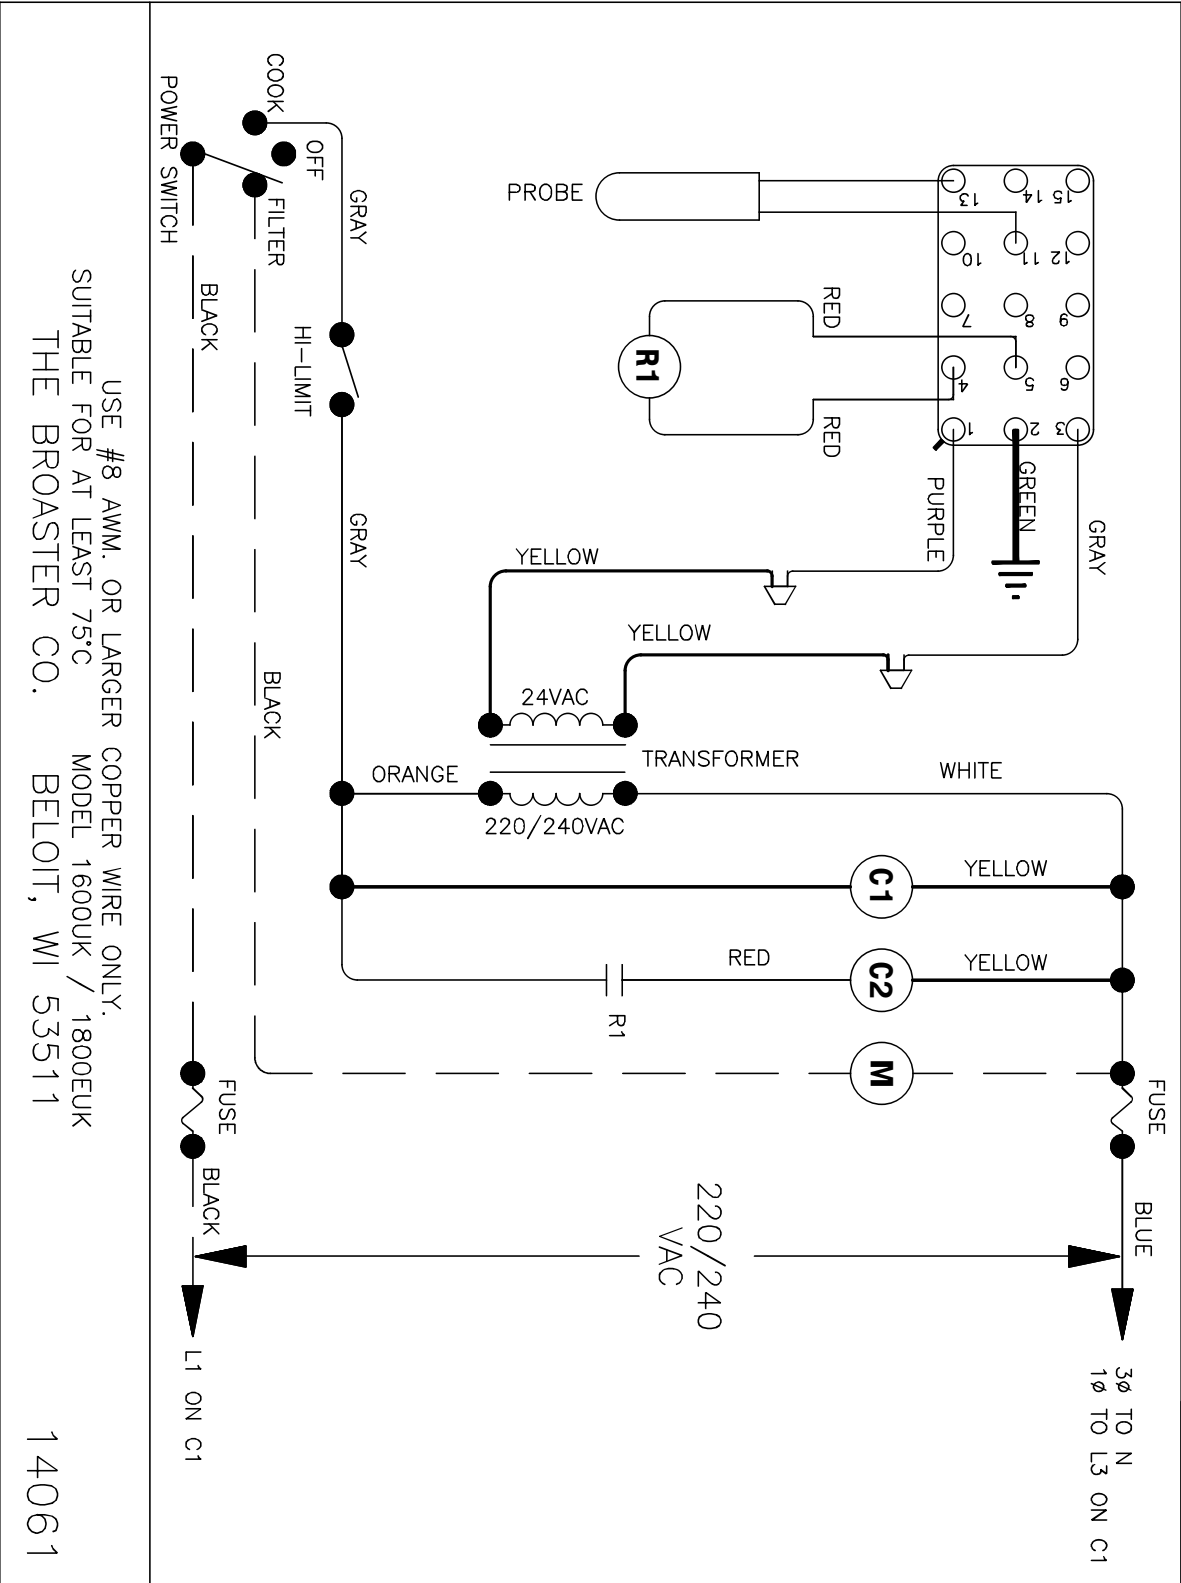 3Ø TO N
1Ø TO L3 ON C1
BLUE
FUSE
220/240
VAC
L1 ON C1
BLACK
FUSE
15
14
13
12
11
10
9
8
7
6
5
4
3
2
1
PROBE
RED
RED
R1
GRAY
GREEN
PURPLE
YELLOW
YELLOW
24VAC
TRANSFORMER
220/240VAC
ORANGE
WHITE
YELLOW
C1
YELLOW
C2
RED
R1
M
COOK
OFF
FILTER
POWER SWITCH
GRAY
HI-LIMIT
GRAY
BLACK
BLACK
USE #8 AWM. OR LARGER COPPER WIRE ONLY.
SUITABLE FOR AT LEAST 75°C
MODEL 1600UK / 1800EUK
THE BROASTER CO.
BELOIT, WI 53511
14061